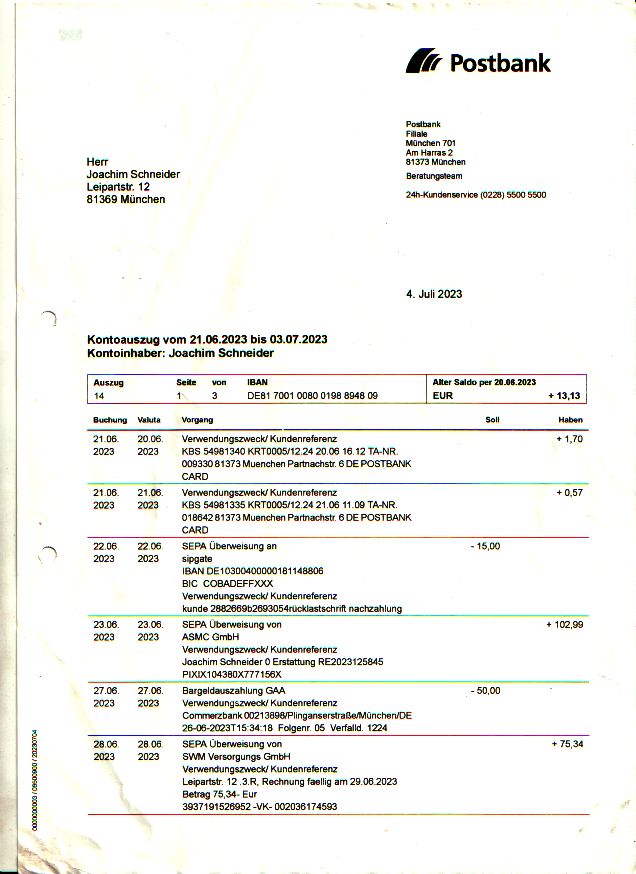 Postbank
Postbank
Filiale
München 701
Am Harras 2
81373 München
Beratungsteam
24h-Kundenservice (0228) 5500 5500
Herr
Joachim Schneider
Leipartstr. 12
81369 München
4. Juli 2023
Kontoauszug vom 21.06.2023 bis 03.07.2023
Kontoinhaber: Joachim Schneider
Auszug Seite von IBAN Alter Saldo per 20.06.2023
14 1 3 DE81 7001 0080 0198 8948 09 EUR + 13,13
Buchung Valuta Vorgang Soll Haben
21.06. 20.06. Verwendungszweck/ Kundenreferenz + 1,70
2023 2023 KBS 54981340 KRT0005/12.24 20.06 16.12 TA-NR.
009330 81373 Muenchen Partnachstr. 6 DE POSTBANK
CARD
21.06. 21.06. Verwendungszweck/ Kundenreferenz + 0,57
2023 2023 KBS 54981335 KRT0005/12.24 21.06 11.09 TA-NR.
018642 81373 Muenchen Partnachstr. 6 DE POSTBANK
CARD
22.06. 22.06. SEPA Überweisung an - 15,00
2023 2023 sipgate
IBAN DE10300400000181148806
BIC COBADEFFXXX
Verwendungszweck/ Kundenreferenz
kunde 2882669b2693054rücklastschrift nachzahlung
23.06. 23.06. SEPA Überweisung von + 102,99
2023 2023 ASMC GmbH
Verwendungszweck/ Kundenreferenz
Joachim Schneider 0 Erstattung RE2023125845
PIXIX104380X777156X
27.06. 27.06. Bargeldauszahlung GAA - 50,00
2023 2023 Verwendungszweck/ Kundenreferenz
Commerzbank 00213898/Plinganserstraße/München/DE
26-06-2023T15:34:18 Folgenr. 05 Verfalld. 1224
28.06. 28.06. SEPA Überweisung von + 75,34
2023 2023 SWM Versorgungs GmbH
Verwendungszweck/ Kundenreferenz
Leipartstr. 12 .3.R, Rechnung faellig am 29.06.2023
Betrag 75,34- Eur
3937191526952 -VK- 002036174593